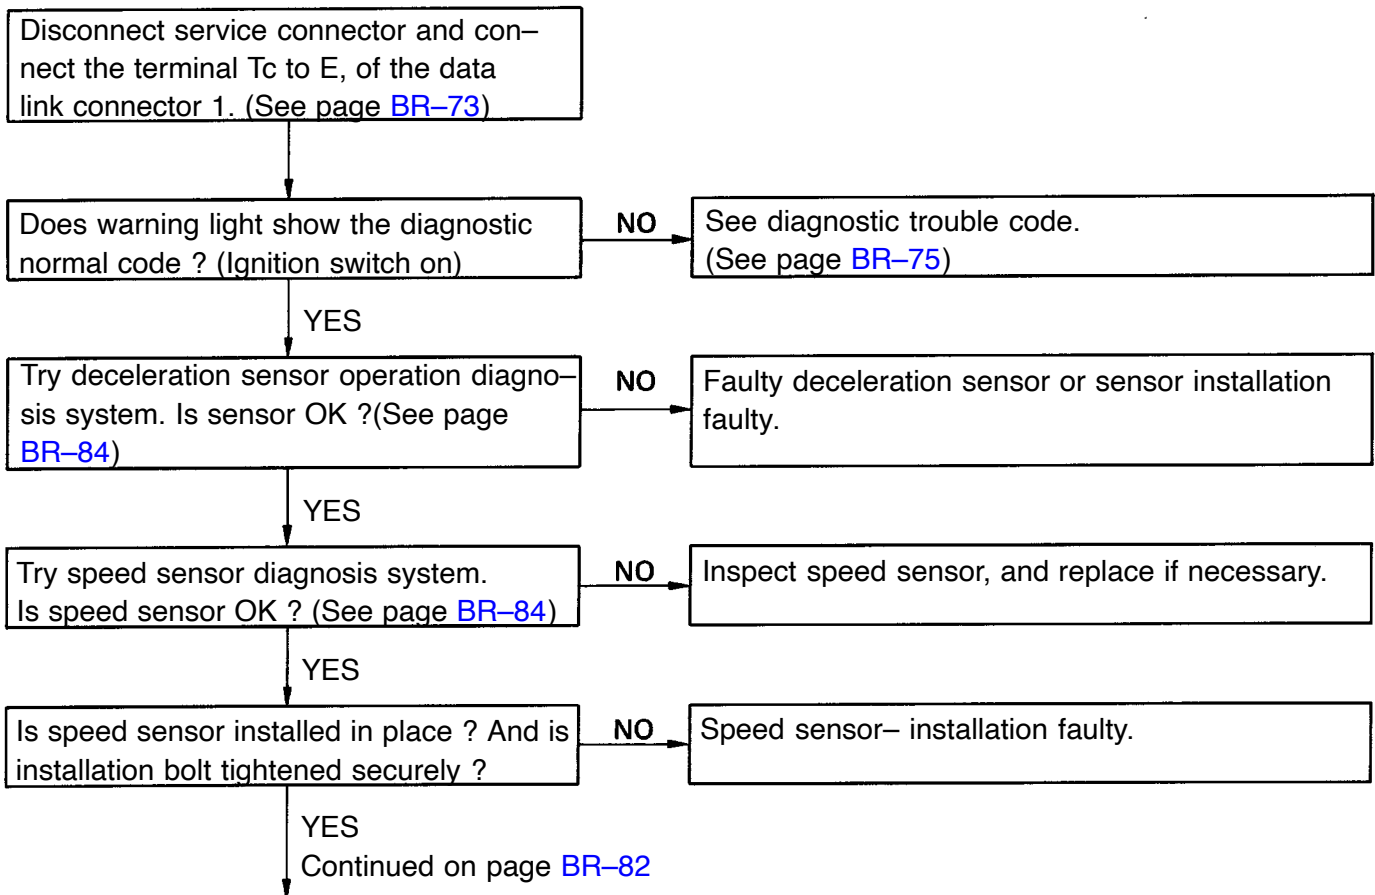 Disconnect service connector and con–
nect the terminal Tc to E, of the data
link connector 1. (See page BR–73)
Does warning light show the diagnostic
normal code ? (Ignition switch on)
NO
See diagnostic trouble code.
(See page BR–75)
YES
Try deceleration sensor operation diagno–
sis system. Is sensor OK ?(See page
BR–84)
NO
Faulty deceleration sensor or sensor installation
faulty.
YES
Try speed sensor diagnosis system.
Is speed sensor OK ? (See page BR–84)
NO
Inspect speed sensor, and replace if necessary.
YES
Is speed sensor installed in place ? And is
installation bolt tightened securely ?
NO
Speed sensor– installation faulty.
YES
Continued on page BR–82